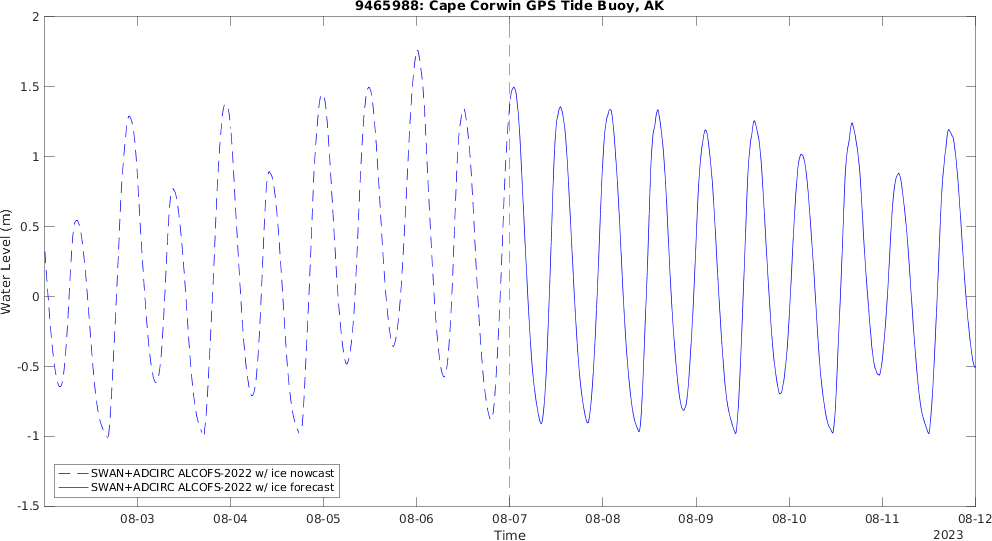 9465988: Cape Corwin GPS Tide Buoy, AK
2
1.5
1
0.5
0
-0.5
-1
-1.5
Water Level (m)
SWAN+ADCIRC ALCOFS-2022 w/ ice nowcast
SWAN+ADCIRC ALCOFS-2022 w/ ice forecast
08-03 08-04 08-05 08-06 08-07 08-08 08-09 08-10 08-11 08-12
Time
2023